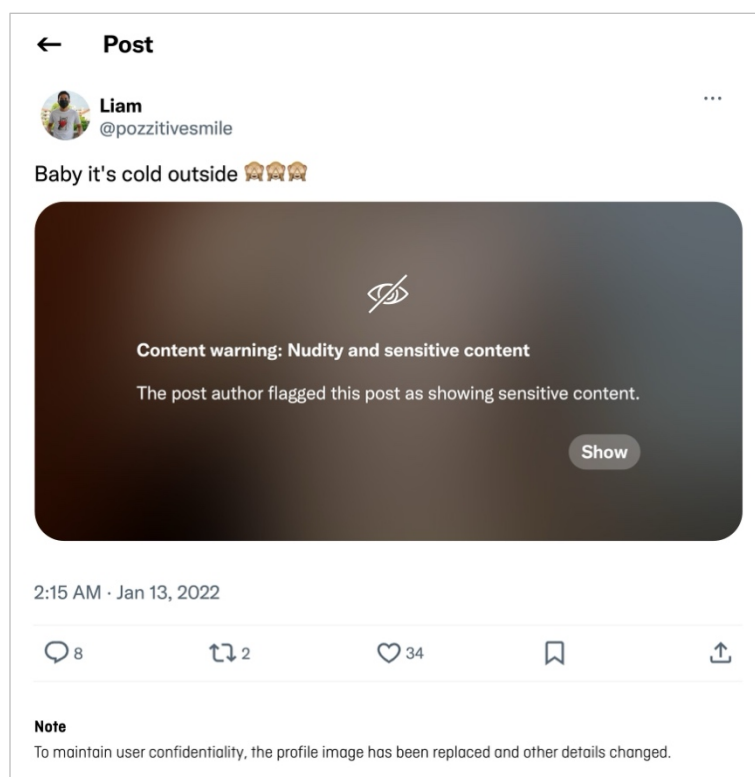 Post
Liam
@pozzitivesmile
Baby it's cold outside 🙈🙈🙈
Content warning: Nudity and sensitive content
The post author flagged this post as showing sensitive content.
Show
2:15 AM · Jan 13, 2022
8 2 34
Note
To maintain user confidentiality, the profile image has been replaced and other details changed.